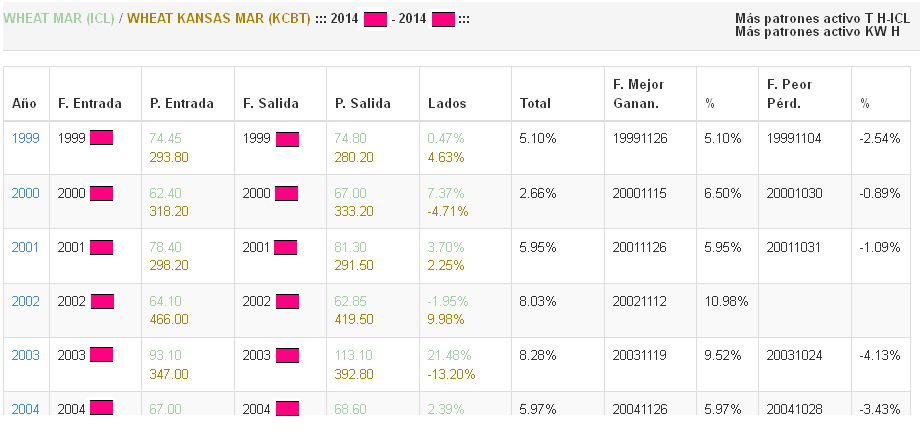 WHEAT MAR (ICL) / WHEAT KANSAS MAR (KCBT) ::: 2014 - 2014 :::
Más patrones activo T H-ICL
Más patrones activo KW H
Año F. Entrada P. Entrada F. Salida P. Salida Lados Total F. Mejor Ganan. % F. Peor Pérd. %
1999 1999 74.45 1999 74.80 0.47% 5.10% 19991126 5.10% 19991104 -2.54%
293.80 280.20 4.63%
2000 2000 62.40 2000 67.00 7.37% 2.66% 20001115 6.50% 20001030 -0.89%
318.20 333.20 -4.71%
2001 2001 78.40 2001 81.30 3.70% 5.95% 20011126 5.95% 20011031 -1.09%
298.20 291.50 2.25%
2002 2002 64.10 2002 62.85 -1.95% 8.03% 20021112 10.98%
466.00 419.50 9.98%
2003 2003 93.10 2003 113.10 21.48% 8.28% 20031119 9.52% 20031024 -4.13%
347.00 392.80 -13.20%
2004 2004 67.00 2004 68.60 2.39% 5.97% 20041126 5.97% 20041028 -3.43%